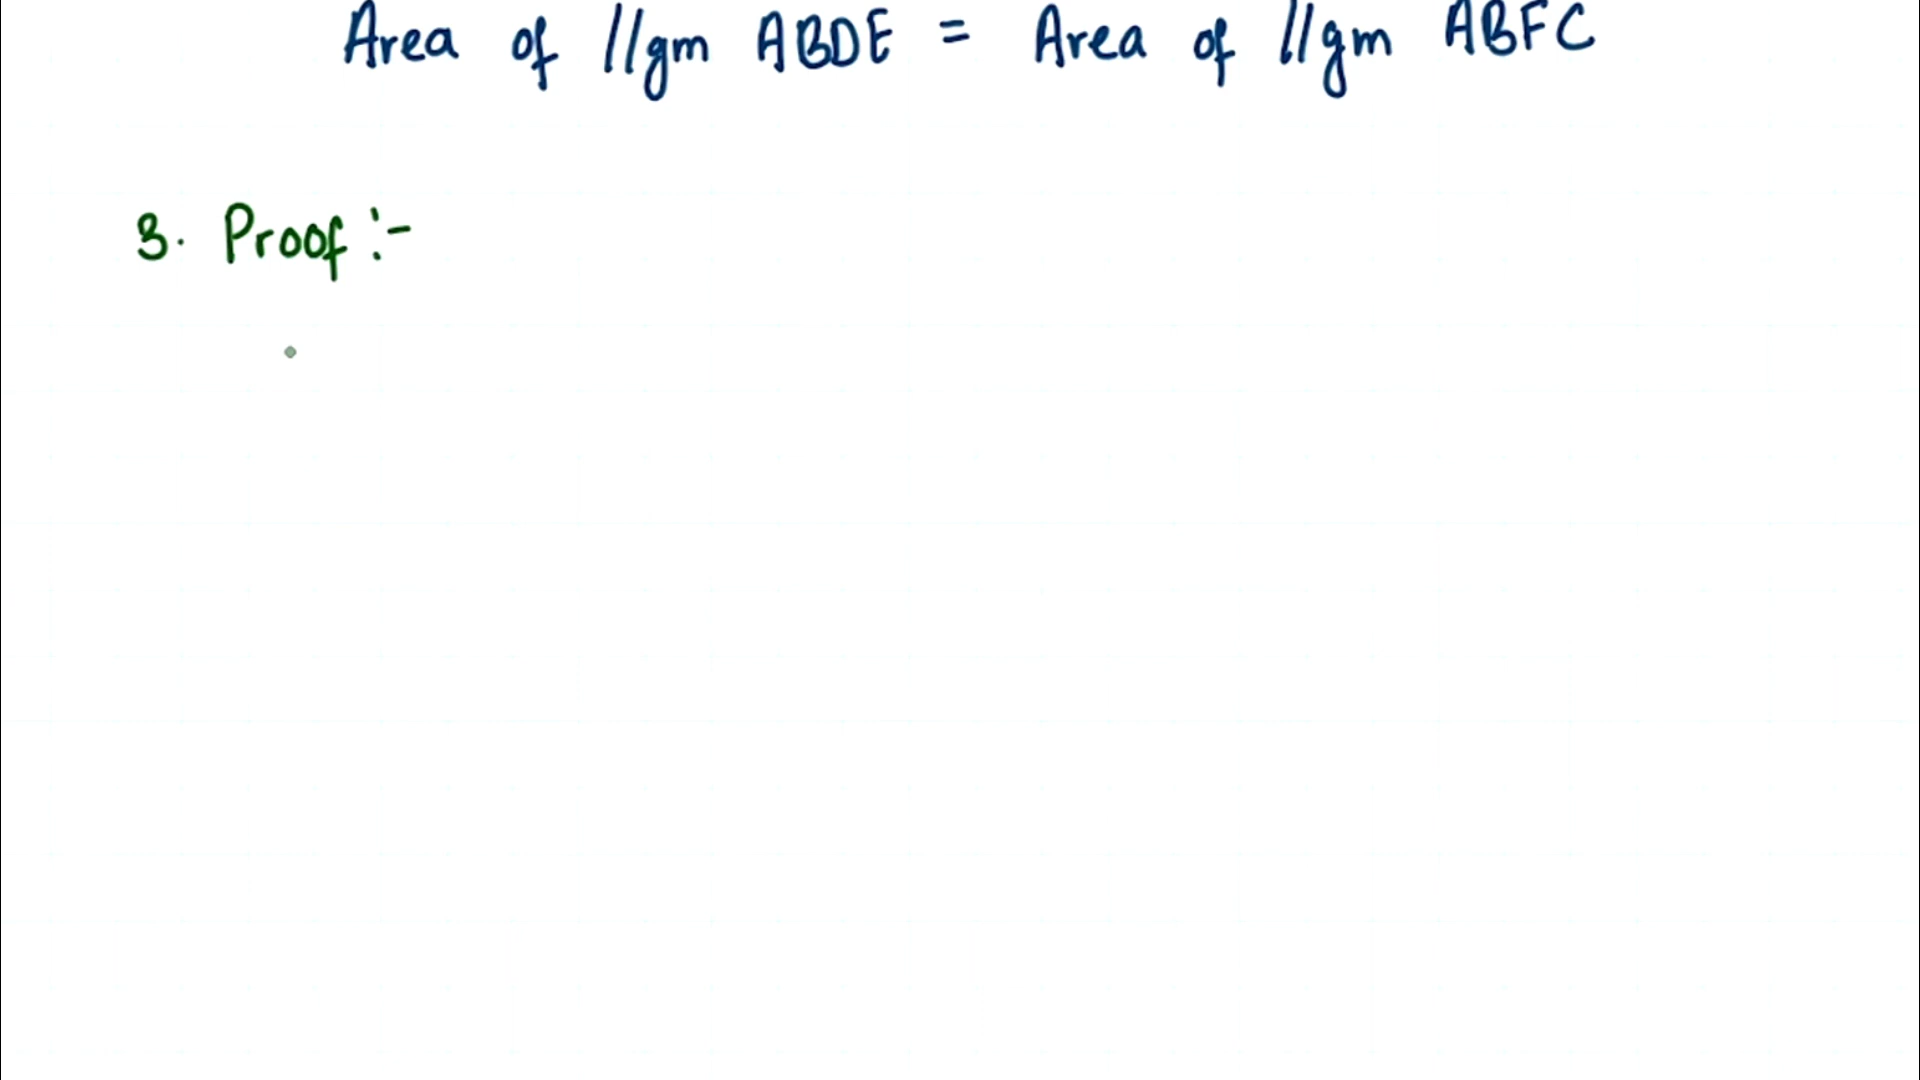 Area of //gm ABDE = Area of //gm ABFC
3. Proof :-